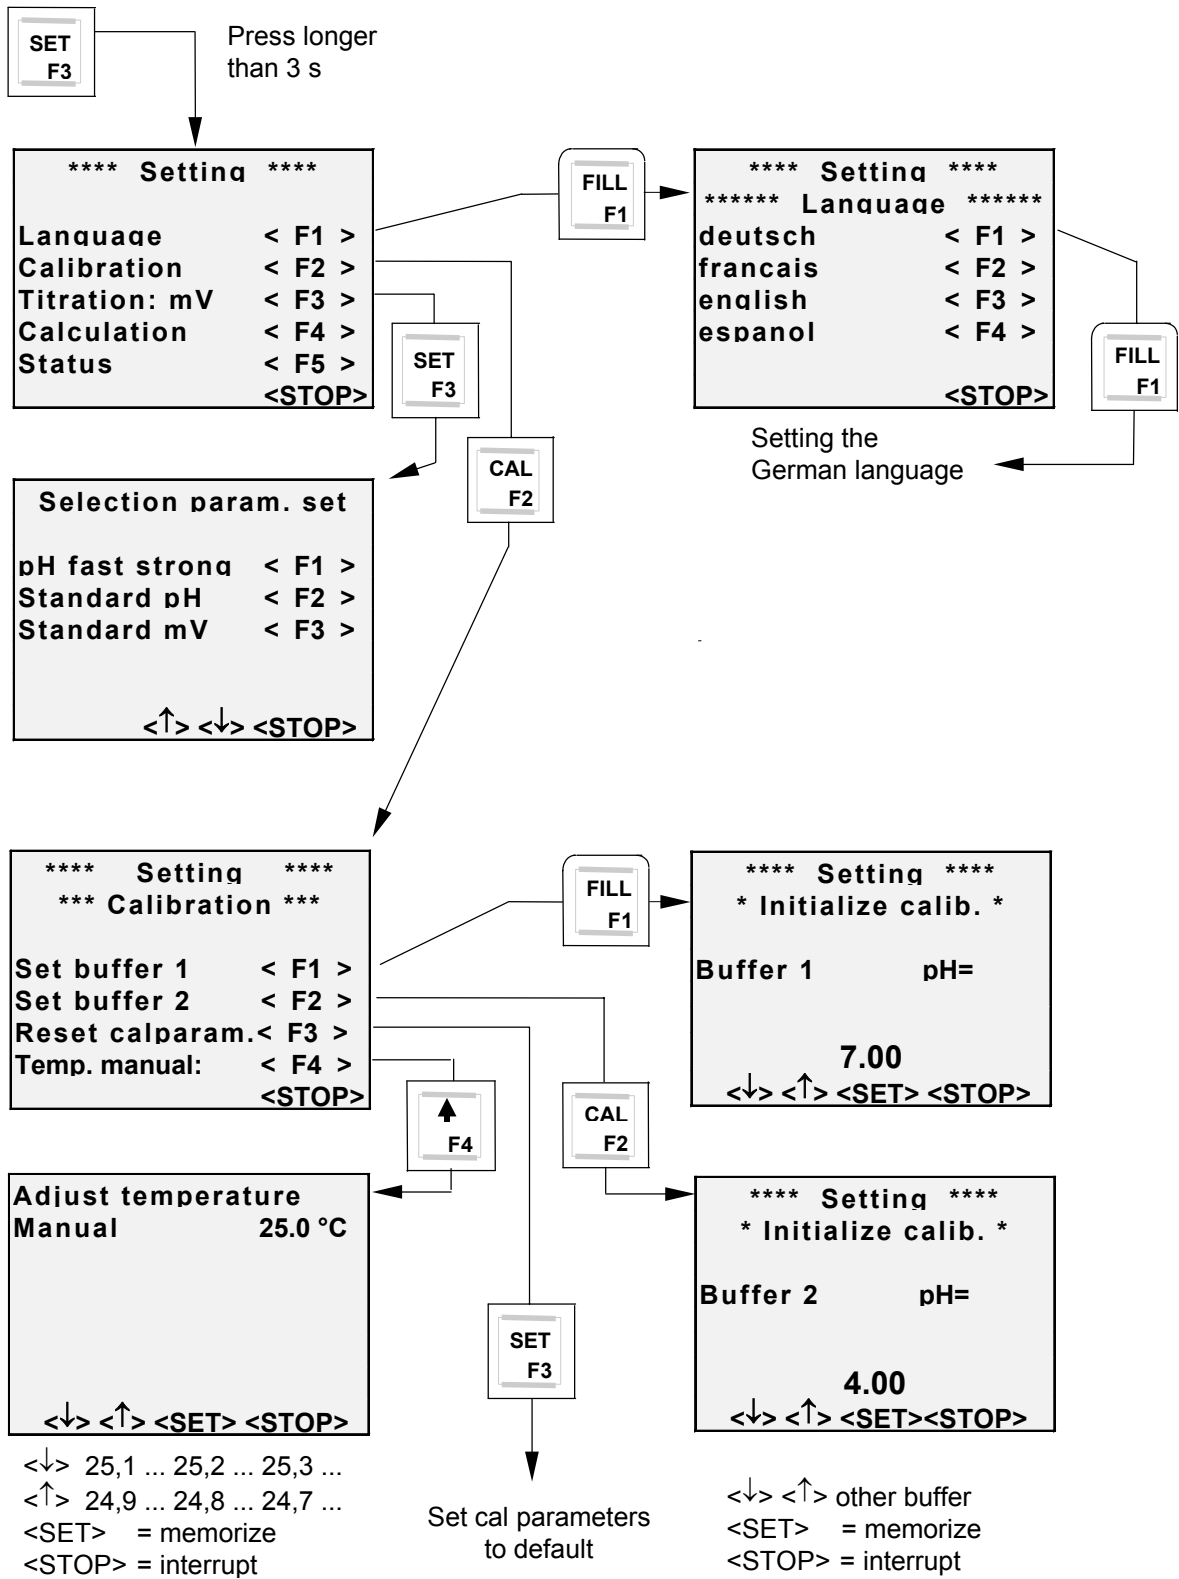 SET
F3
Press longer
than 3 s
**** Setting ****
Language < F1 >
Calibration < F2 >
Titration: mV < F3 >
Calculation < F4 >
Status < F5 >
<STOP>
FILL
F1
**** Setting ****
****** Language ******
deutsch < F1 >
francais < F2 >
english < F3 >
espanol < F4 >
<STOP>
SET
F3
FILL
F1
Setting the
German language
CAL
F2
Selection param. set
pH fast strong < F1 >
Standard pH < F2 >
Standard mV < F3 >
<↑> <↓> <STOP>
-
**** Setting ****
*** Calibration ***
Set buffer 1 < F1 >
Set buffer 2 < F2 >
Reset calparam.< F3 >
Temp. manual: < F4 >
<STOP>
FILL
F1
**** Setting ****
* Initialize calib. *
Buffer 1 pH=
7.00
<↓> <↑> <SET> <STOP>
F4
CAL
F2
Adjust temperature
Manual 25.0 °C
<↓> <↑> <SET> <STOP>
<↓> 25,1 ... 25,2 ... 25,3 ...
<↑> 24,9 ... 24,8 ... 24,7 ...
<SET> = memorize
<STOP> = interrupt
SET
F3
Set cal parameters
to default
**** Setting ****
* Initialize calib. *
Buffer 2 pH=
4.00
<↓> <↑> <SET><STOP>
<↓> <↑> other buffer
<SET> = memorize
<STOP> = interrupt